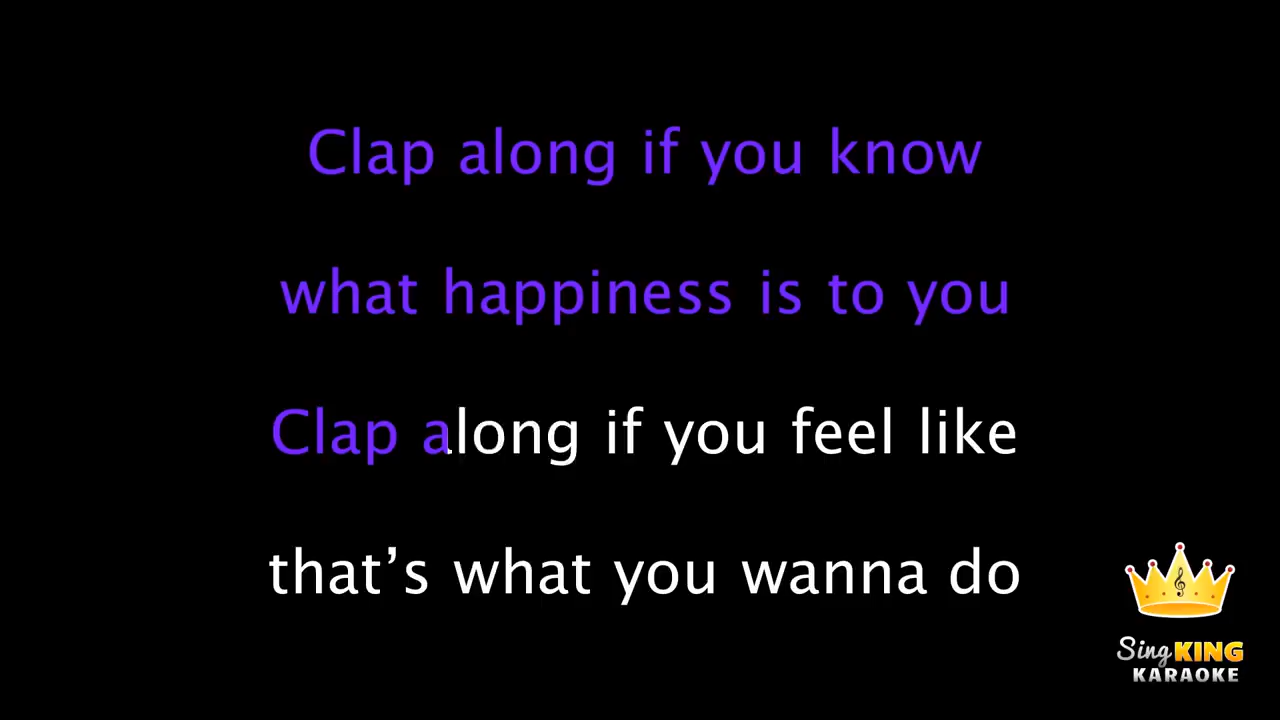 Clap along if you know
what happiness is to you
Clap along if you feel like
that’s what you wanna do
Sing KING
KARAOKE